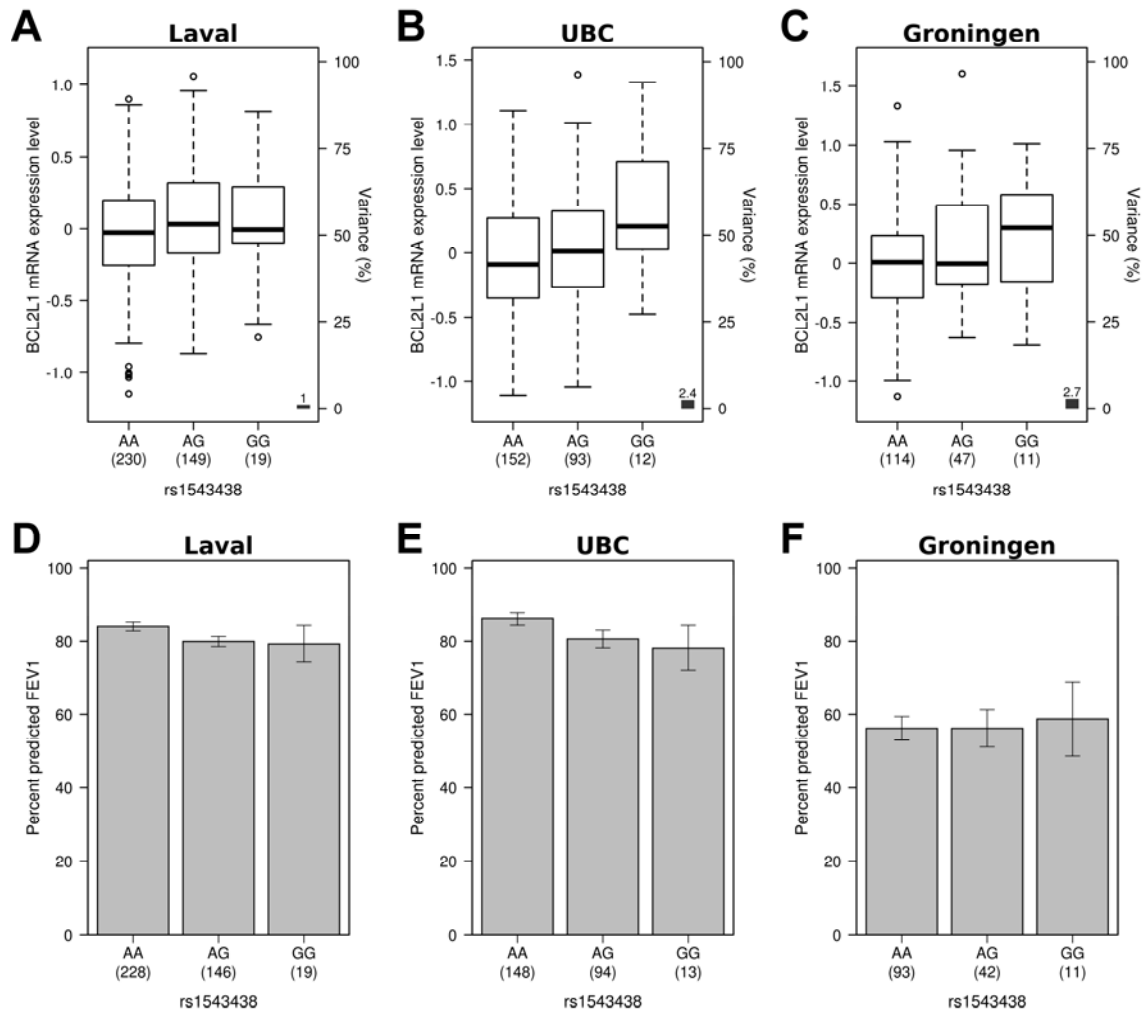 A
Laval
BCL2L1 mRNA expression level
1.0
0.5
0
-0.5
-1.0
100
75
50
25
0
Variance (%)
1
AA
(230)
AG
(149)
GG
(19)
rs1543438
B
UBC
BCL2L1 mRNA expression level
1.5
1.0
0.5
0
-0.5
-1.0
100
75
50
25
0
Variance (%)
2.4
AA
(152)
AG
(93)
GG
(12)
rs1543438
C
Groningen
BCL2L1 mRNA expression level
1.5
1.0
0.5
0
-0.5
-1.0
100
75
50
25
0
Variance (%)
2.7
AA
(114)
AG
(47)
GG
(11)
rs1543438
D
Laval
Percent predicted FEV1
100
80
60
40
20
0
AA
(228)
AG
(146)
GG
(19)
rs1543438
E
UBC
Percent predicted FEV1
100
80
60
40
20
0
AA
(148)
AG
(94)
GG
(13)
rs1543438
F
Groningen
Percent predicted FEV1
100
80
60
40
20
0
AA
(93)
AG
(42)
GG
(11)
rs1543438